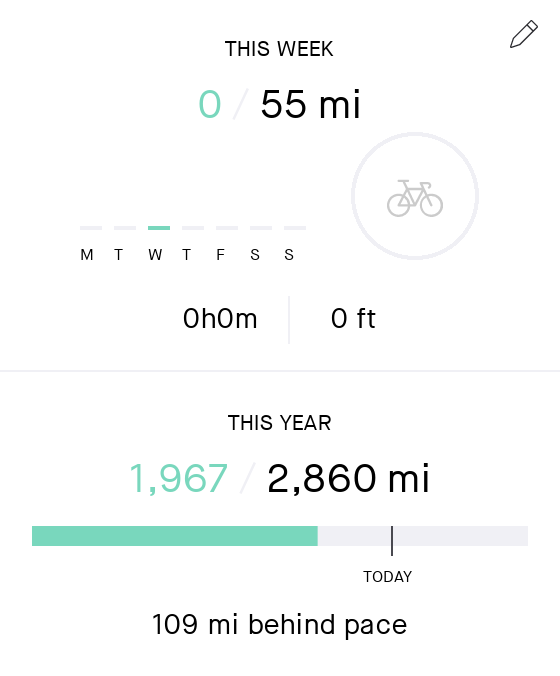 THIS WEEK
0 / 55 mi
M T W T F S S
0h0m 0 ft
THIS YEAR
1,967 / 2,860 mi
TODAY
109 mi behind pace